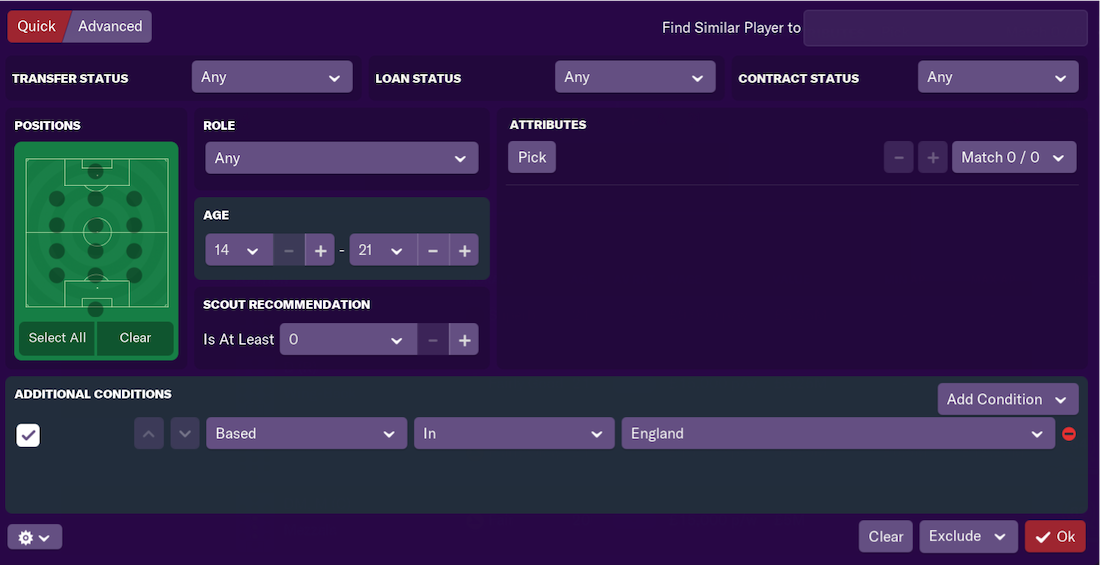 Quick Advanced Find Similar Player to
TRANSFER STATUS Any LOAN STATUS Any CONTRACT STATUS Any
POSITIONS ROLE ATTRIBUTES
Any Pick − + Match 0 / 0
AGE
14 − + - 21 − +
SCOUT RECOMMENDATION
Select All Clear Is At Least 0 − +
ADDITIONAL CONDITIONS Add Condition
Based In England
Clear Exclude Ok